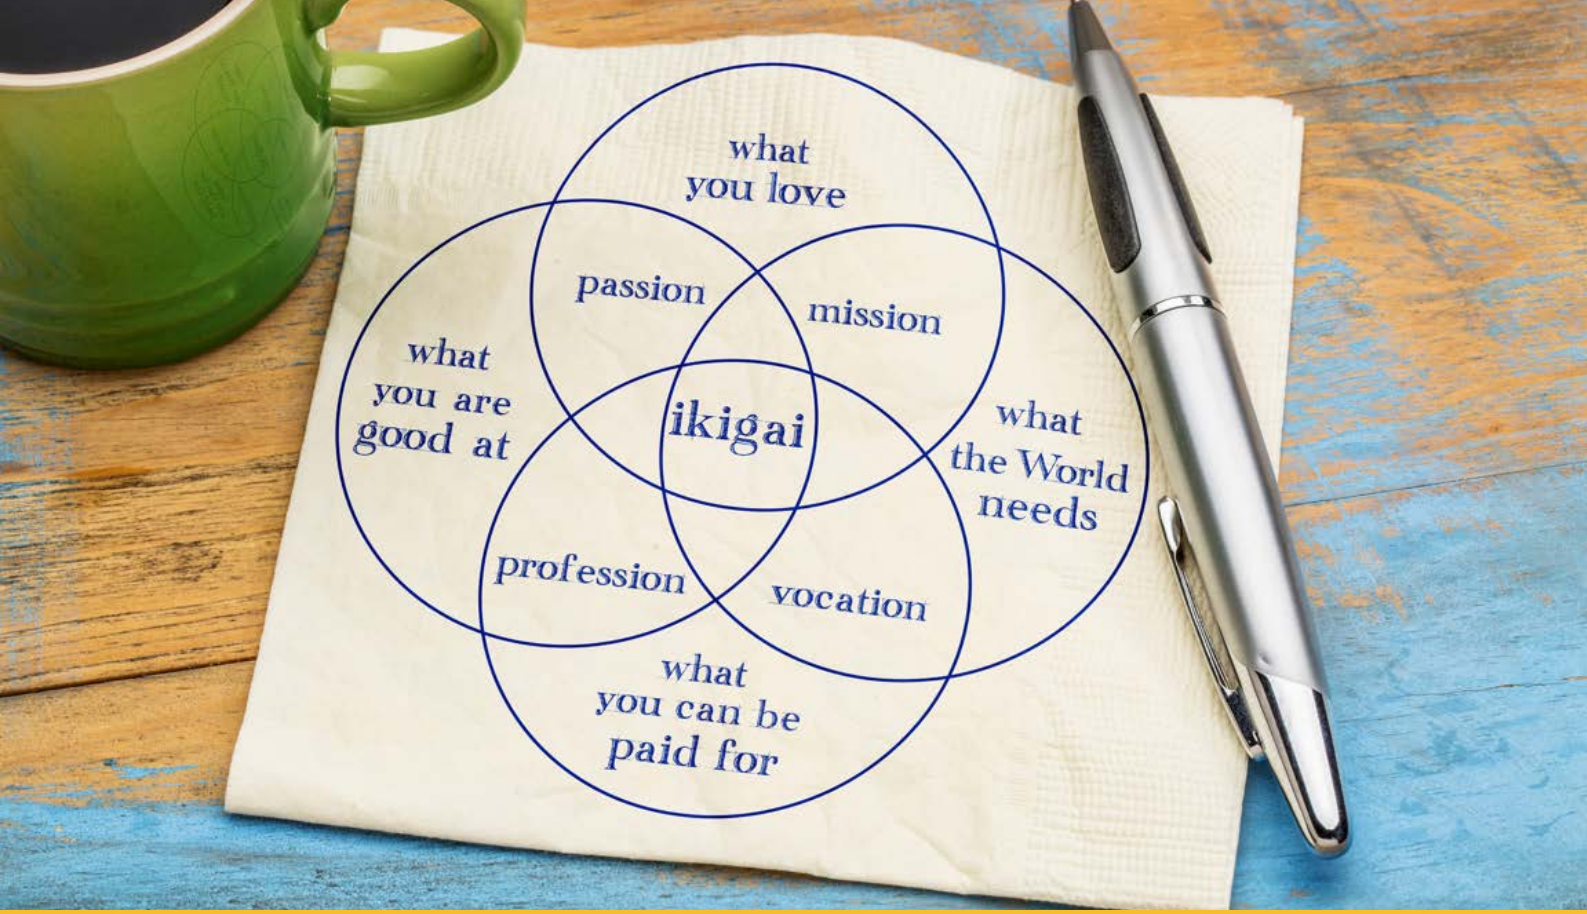 what
you love
passion
mission
what
you are
good at
ikigai
what
the World
needs
profession
vocation
what
you can be
paid for